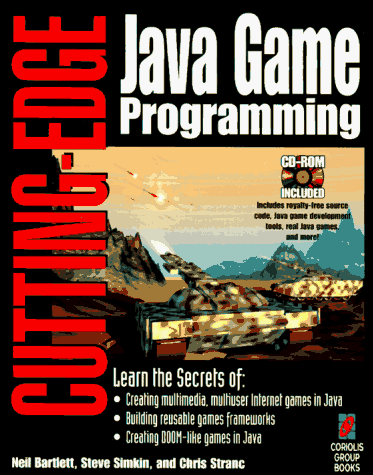 CUTTING-EDGE
Java Game
Programming
CD-ROM
INCLUDED
Includes royalty-free source
code, Java game development
tools, real Java games,
and more!
Learn the Secrets of:
• Creating multimedia, multiuser Internet games in Java
• Building reusable games frameworks
• Creating DOOM-like games in Java
Neil Bartlett, Steve Simkin, and Chris Stranc
CORIOLIS
GROUP
BOOKS